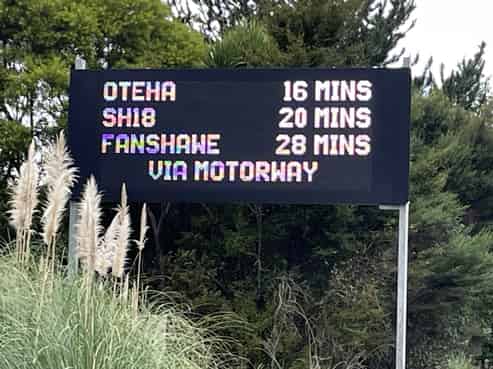 OTEHA 16 MINS
SH18 20 MINS
FANSHAWE 28 MINS
VIA MOTORWAY